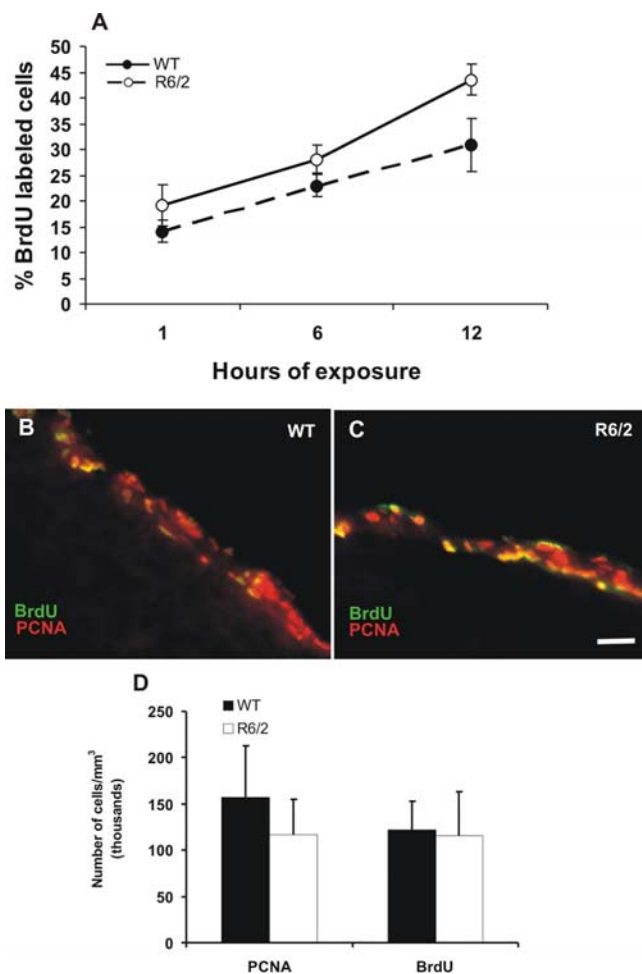 A
% BrdU labeled cells
50
45
40
35
30
25
20
15
10
5
0
WT
R6/2
1 6 12
Hours of exposure
B WT
BrdU
PCNA
C R6/2
BrdU
PCNA
D
Number of cells/mm³
(thousands)
250
200
150
100
50
0
WT
R6/2
PCNA BrdU